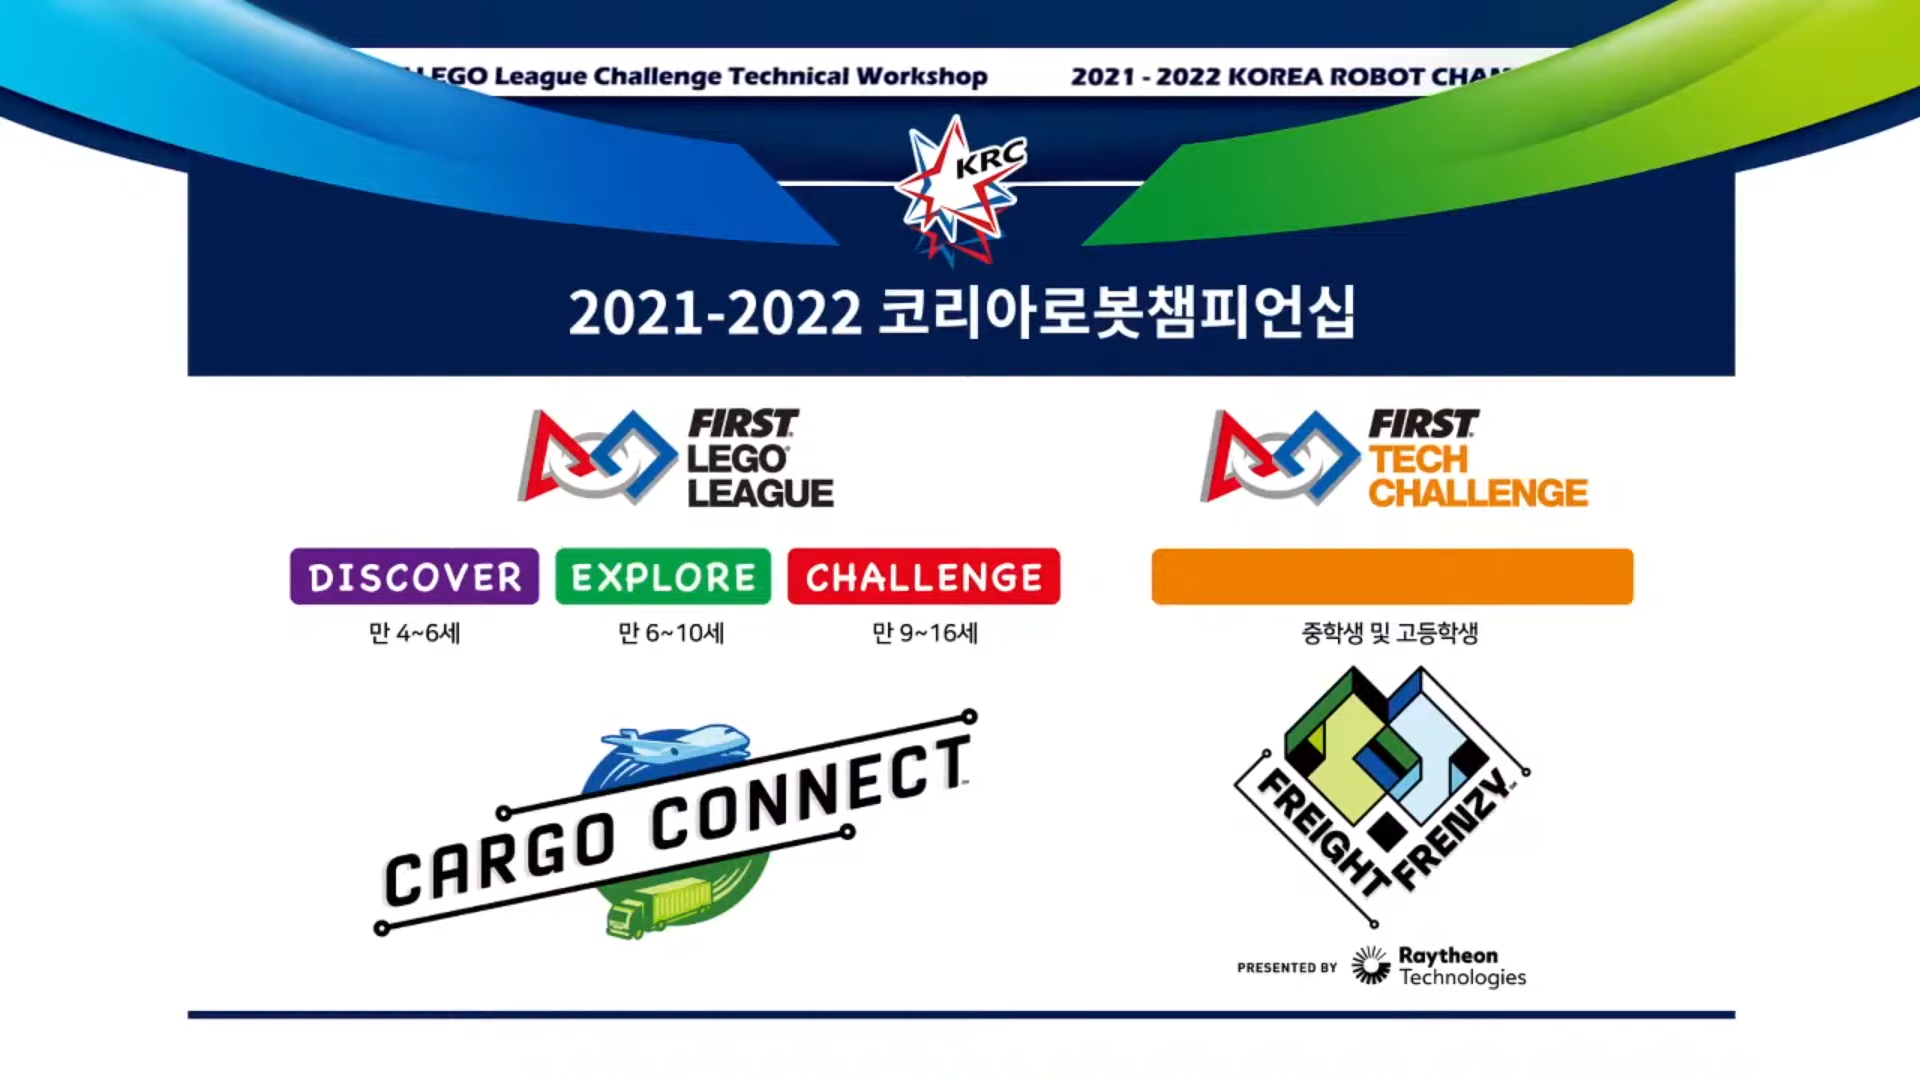 LEGO League Challenge Technical Workshop 2021 - 2022 KOREA ROBOT
KRC
2021-2022 코리아로봇챔피언십
FIRST
LEGO
LEAGUE
FIRST
TECH
CHALLENGE
DISCOVER
EXPLORE
CHALLENGE
만 4~6세
만 6~10세
만 9~16세
중학생 및 고등학생
CARGO CONNECT
FREIGHT
FRENZY
PRESENTED BY
Raytheon
Technologies